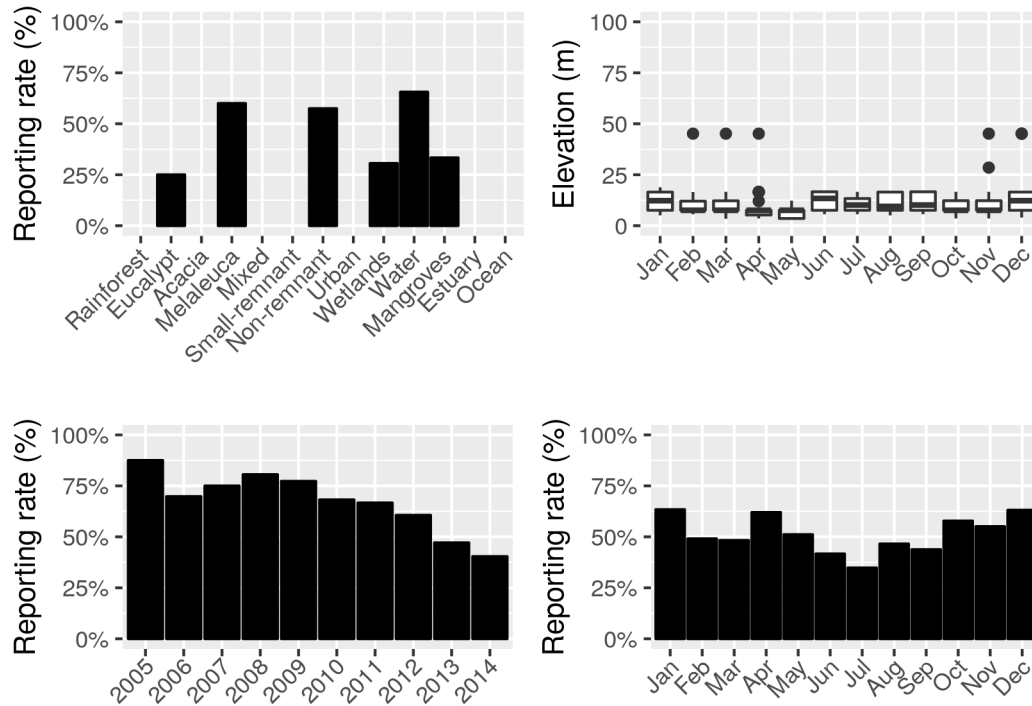 Reporting rate (%)
100%
75%
50%
25%
0%
Rainforest
Eucalypt
Acacia
Melaleuca
Mixed
Small-remnant
Non-remnant
Urban
Wetlands
Water
Mangroves
Estuary
Ocean
Elevation (m)
100
75
50
25
0
Jan
Feb
Mar
Apr
May
Jun
Jul
Aug
Sep
Oct
Nov
Dec
Reporting rate (%)
100%
75%
50%
25%
0%
2005
2006
2007
2008
2009
2010
2011
2012
2013
2014
Reporting rate (%)
100%
75%
50%
25%
0%
Jan
Feb
Mar
Apr
May
Jun
Jul
Aug
Sep
Oct
Nov
Dec